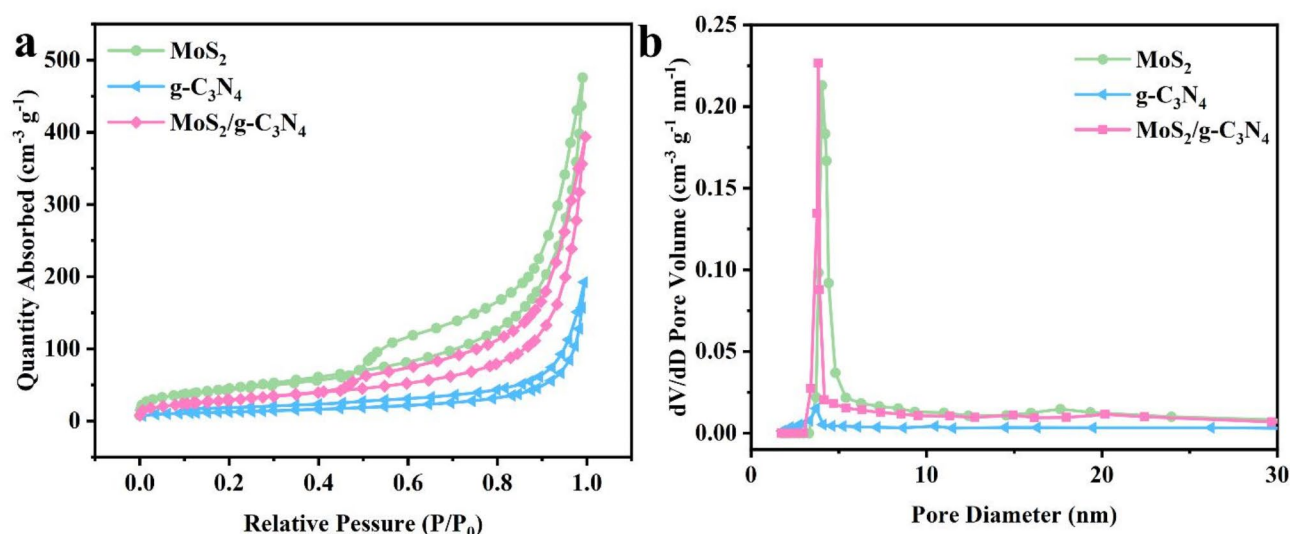 a
MoS₂
g-C₃N₄
MoS₂/g-C₃N₄
Quantity Absorbed (cm⁻³ g⁻¹)
500
400
300
200
100
0
0.0 0.2 0.4 0.6 0.8 1.0
Relative Pessure (P/P₀)
b
MoS₂
g-C₃N₄
MoS₂/g-C₃N₄
dV/dD Pore Volume (cm⁻³ g⁻¹ nm⁻¹)
0.25
0.20
0.15
0.10
0.05
0.00
0 10 20 30
Pore Diameter (nm)